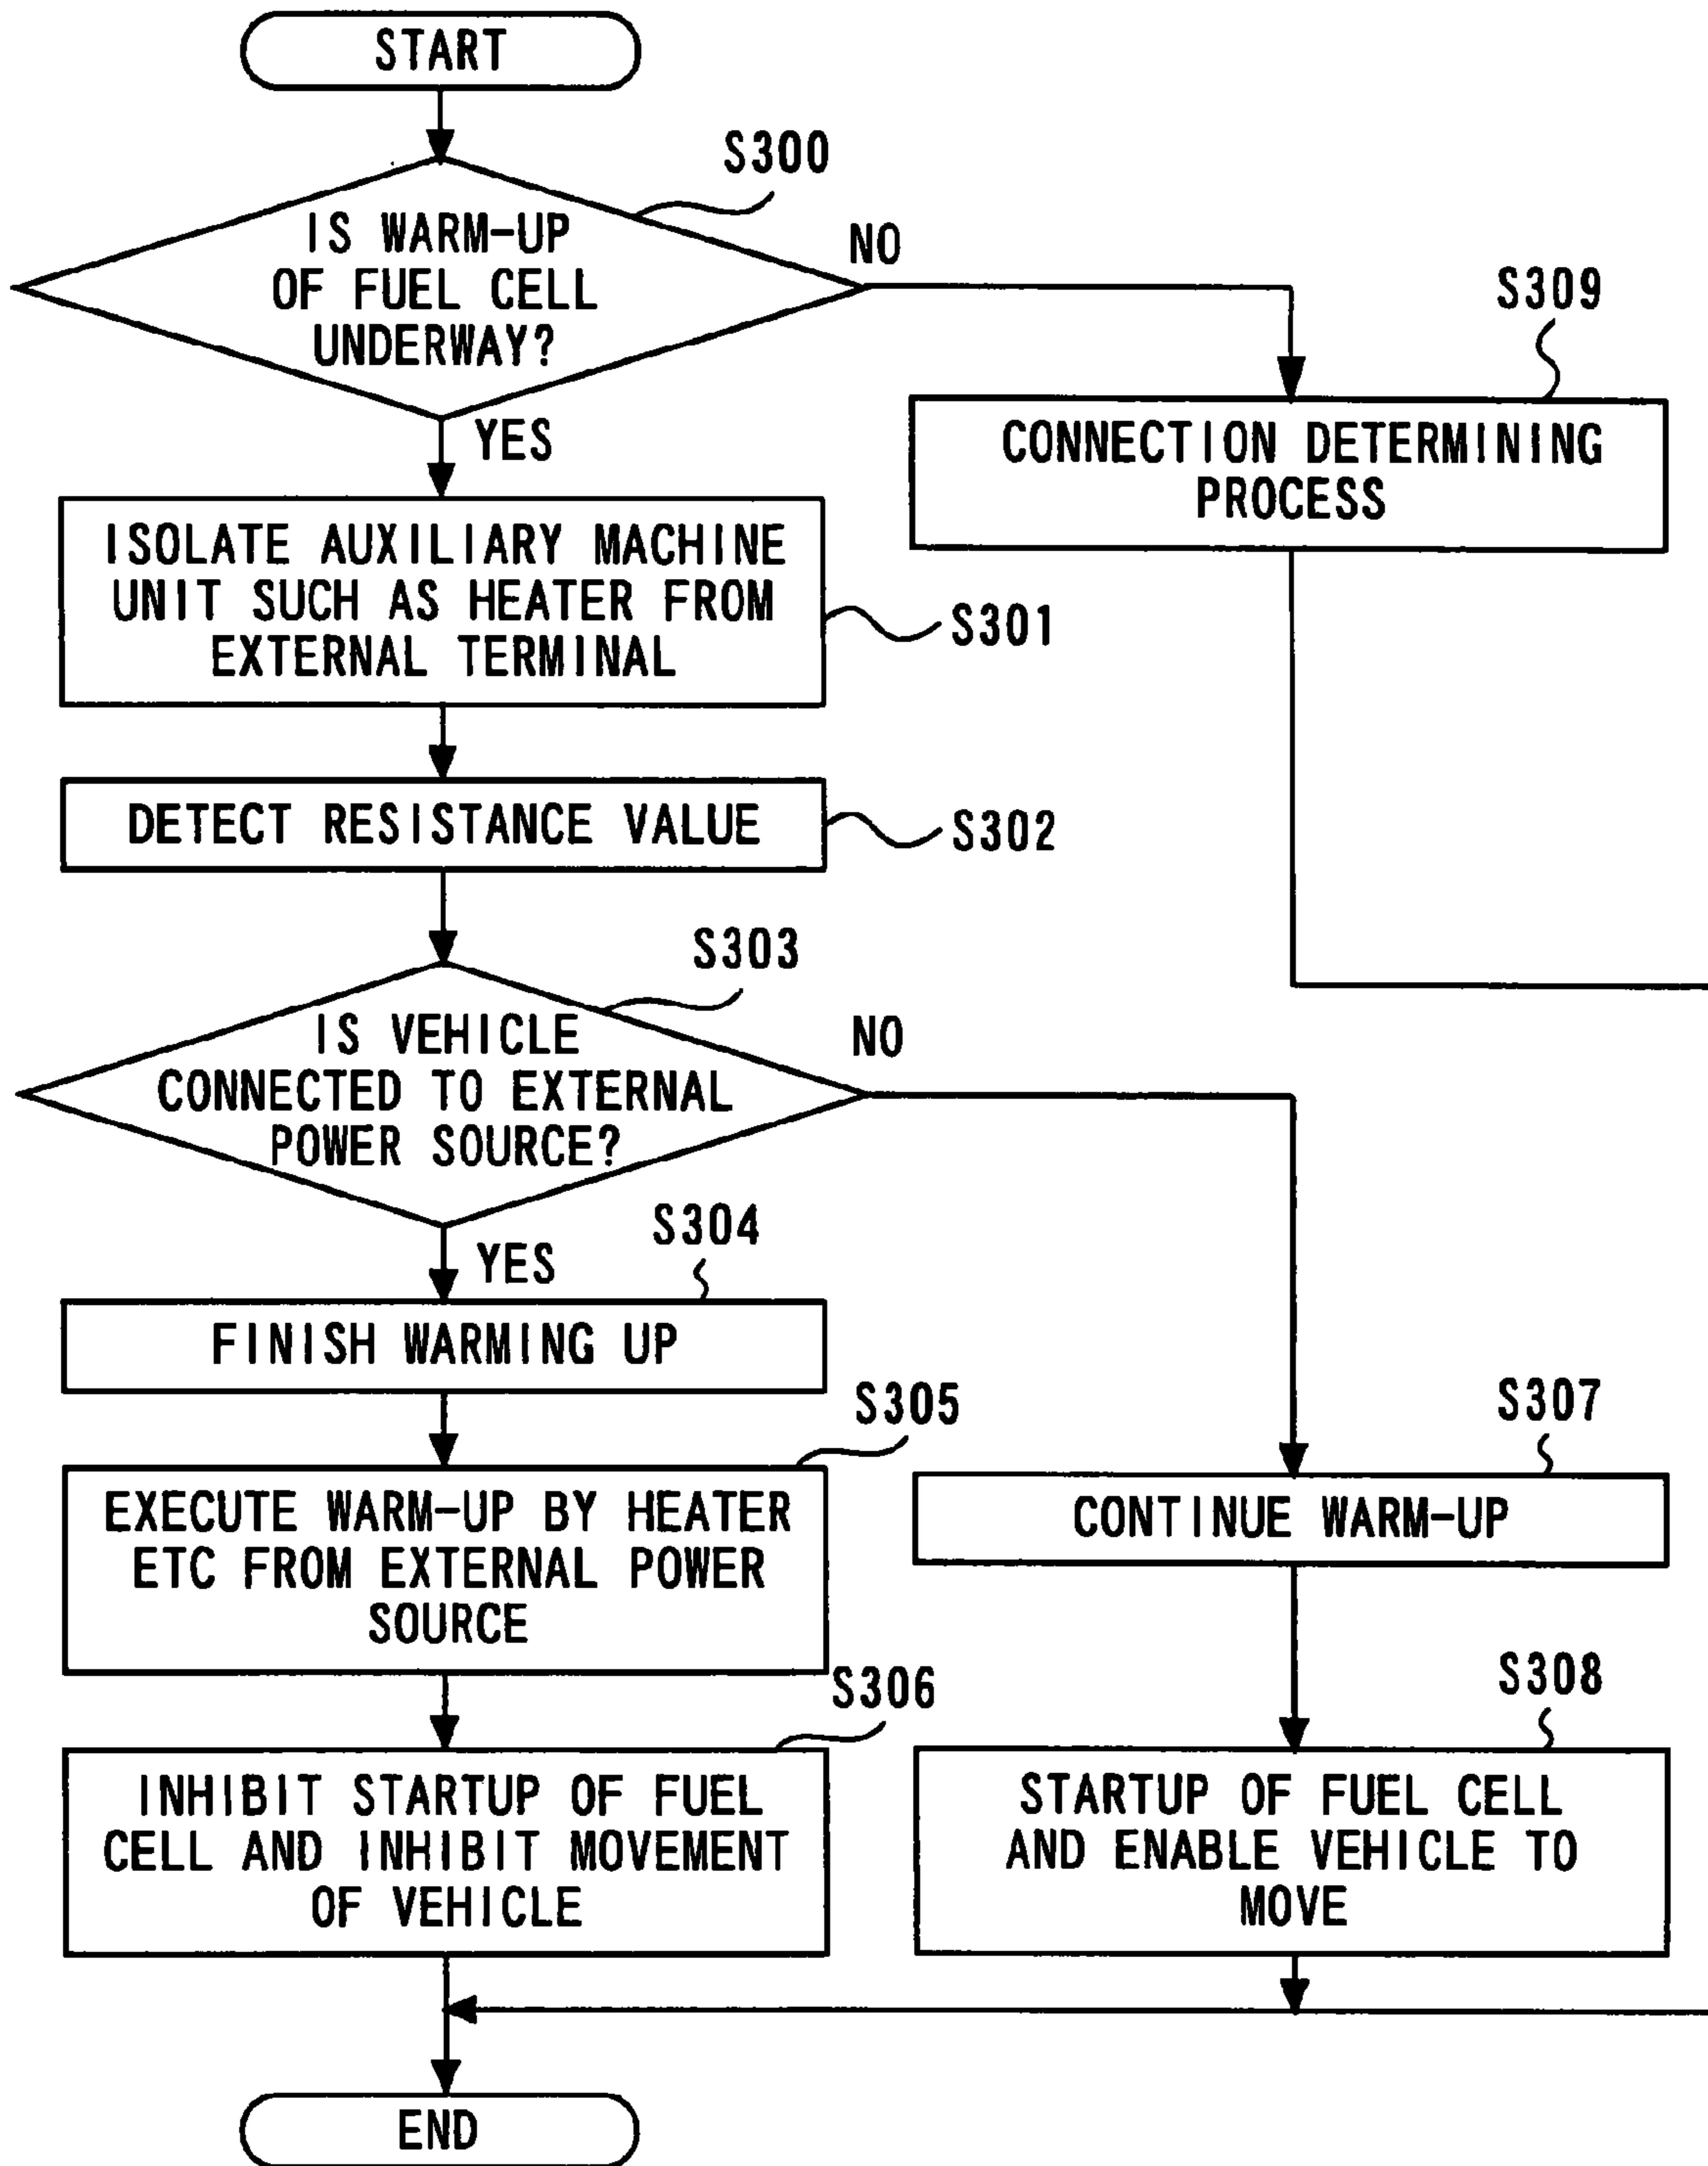 START
S300
IS WARM-UP
OF FUEL CELL
UNDERWAY?
NO
YES
S309
CONNECTION DETERMINING
PROCESS
ISOLATE AUXILIARY MACHINE
UNIT SUCH AS HEATER FROM
EXTERNAL TERMINAL
S301
DETECT RESISTANCE VALUE
S302
S303
IS VEHICLE
CONNECTED TO EXTERNAL
POWER SOURCE?
NO
YES
S304
FINISH WARMING UP
S305
EXECUTE WARM-UP BY HEATER
ETC FROM EXTERNAL POWER
SOURCE
S307
CONTINUE WARM-UP
S306
INHIBIT STARTUP OF FUEL
CELL AND INHIBIT MOVEMENT
OF VEHICLE
S308
STARTUP OF FUEL CELL
AND ENABLE VEHICLE TO
MOVE
END